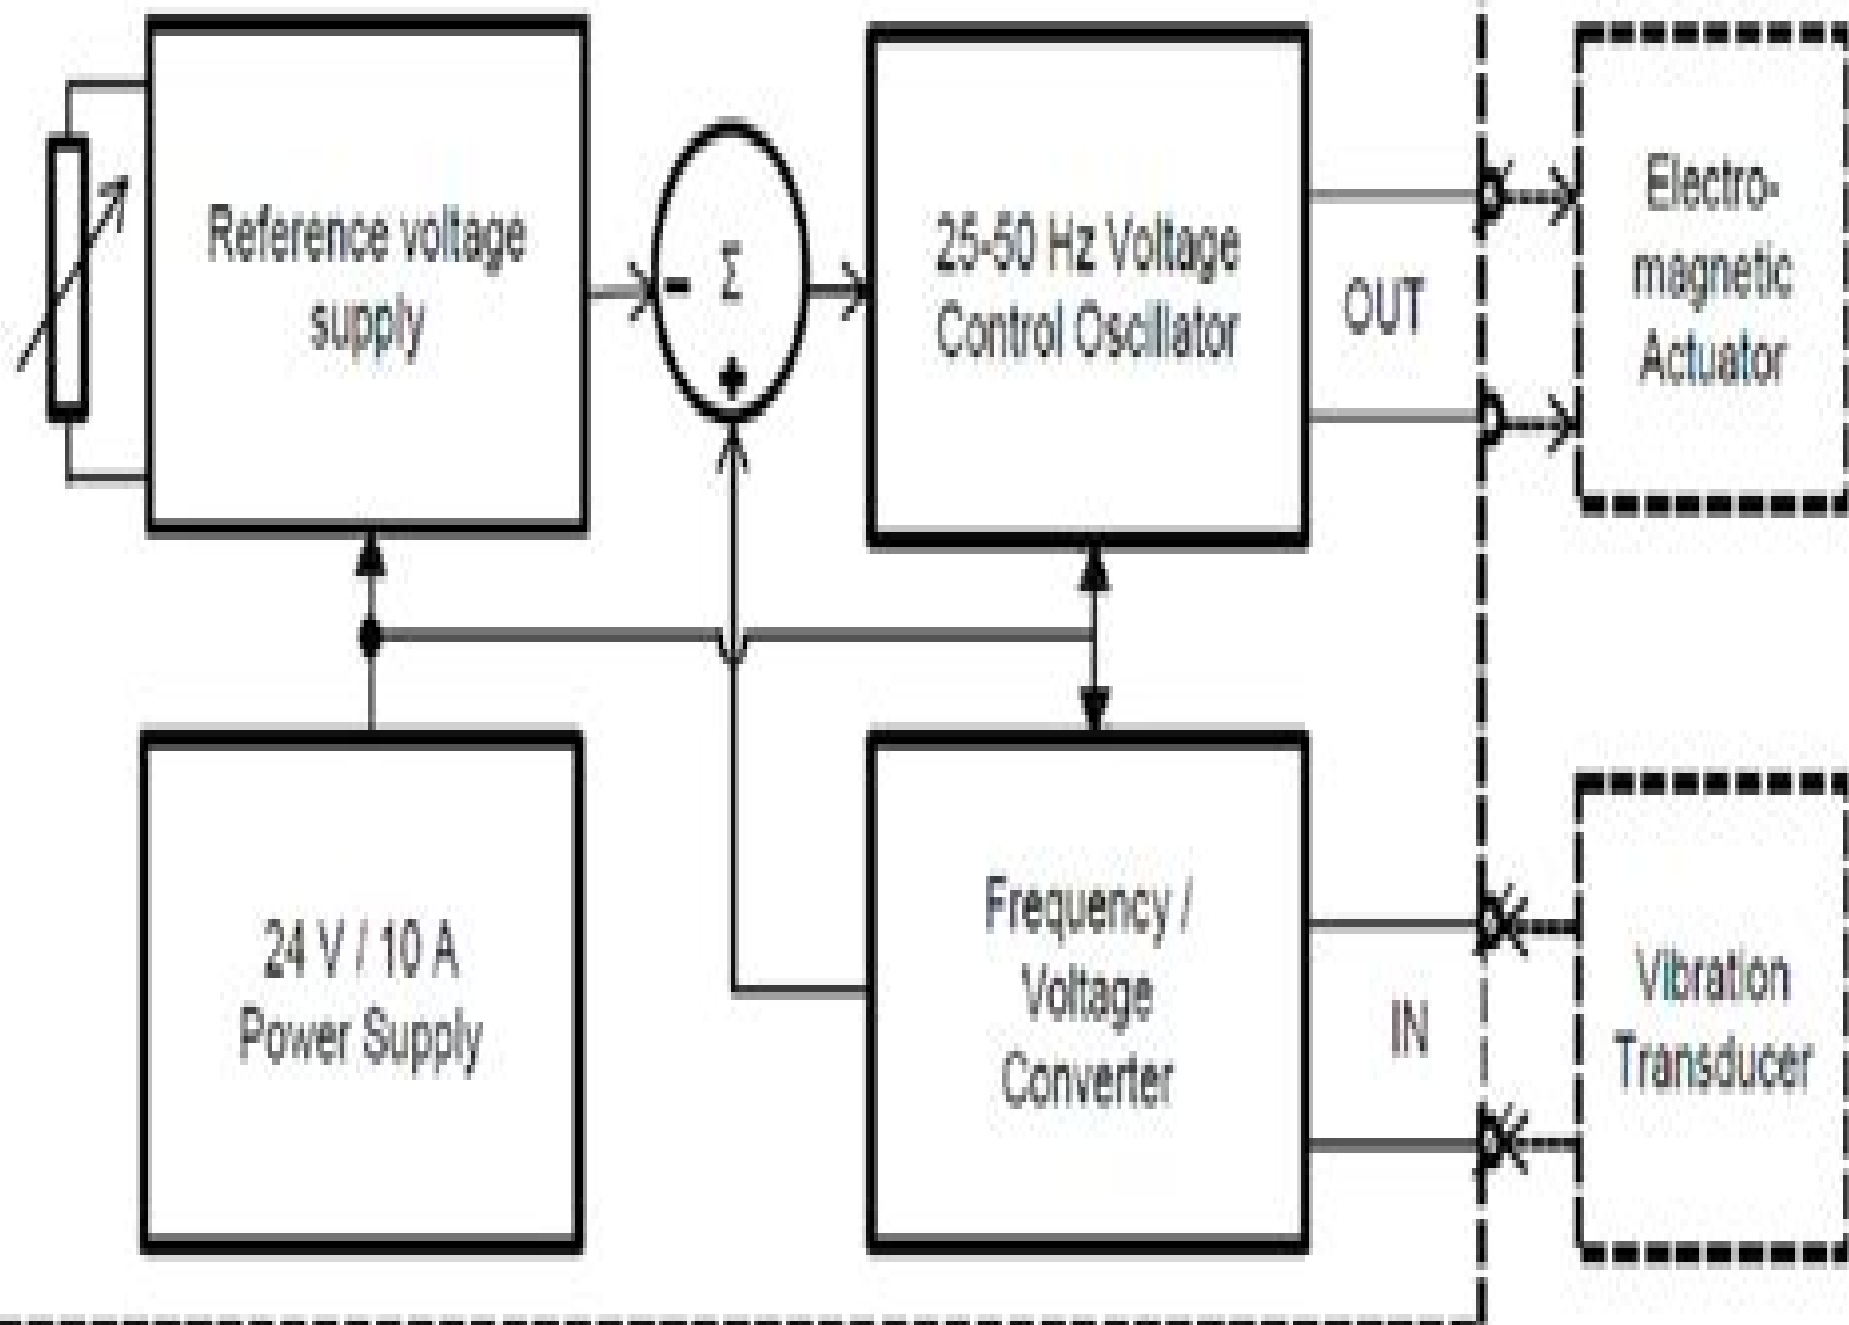 Reference voltage
supply
- Σ
+
25-50 Hz Voltage
Control Oscillator
OUT
Electro-
magnetic
Actuator
24 V / 10 A
Power Supply
Frequency /
Voltage
Converter
IN
Vibration
Transducer